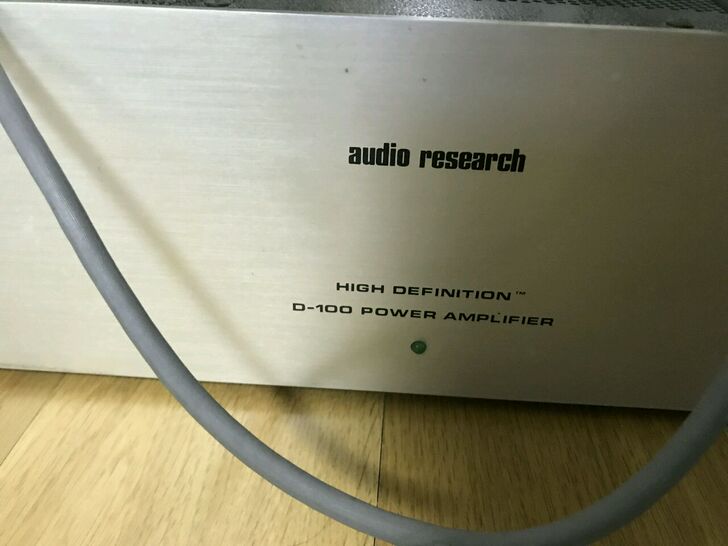 audio research
HIGH DEFINITION™
D-100 POWER AMPLIFIER